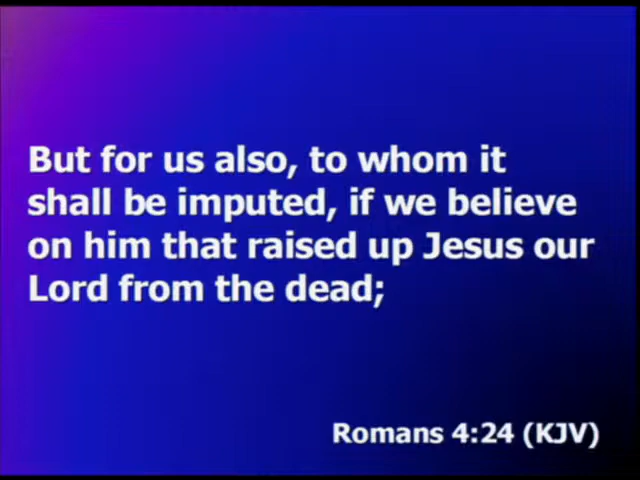 But for us also, to whom it
shall be imputed, if we believe
on him that raised up Jesus our
Lord from the dead;
Romans 4:24 (KJV)